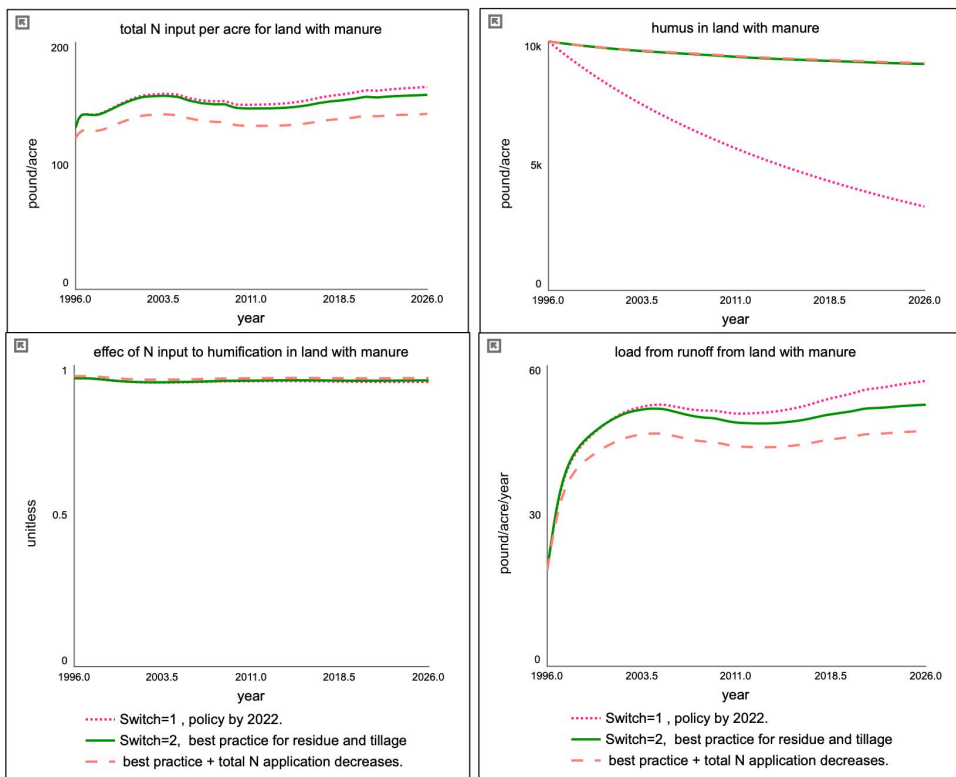 total N input per acre for land with manure
200
100
0
pound/acre
1996.0 2003.5 2011.0 2018.5 2026.0
year
humus in land with manure
10k
5k
0
pound/acre
1996.0 2003.5 2011.0 2018.5 2026.0
year
effec of N input to humification in land with manure
1
0.5
0
unitless
1996.0 2003.5 2011.0 2018.5 2026.0
year
Switch=1 , policy by 2022.
Switch=2, best practice for residue and tillage
best practice + total N application decreases.
load from runoff from land with manure
60
30
0
pound/acre/year
1996.0 2003.5 2011.0 2018.5 2026.0
year
Switch=1 , policy by 2022.
Switch=2, best practice for residue and tillage
best practice + total N application decreases.